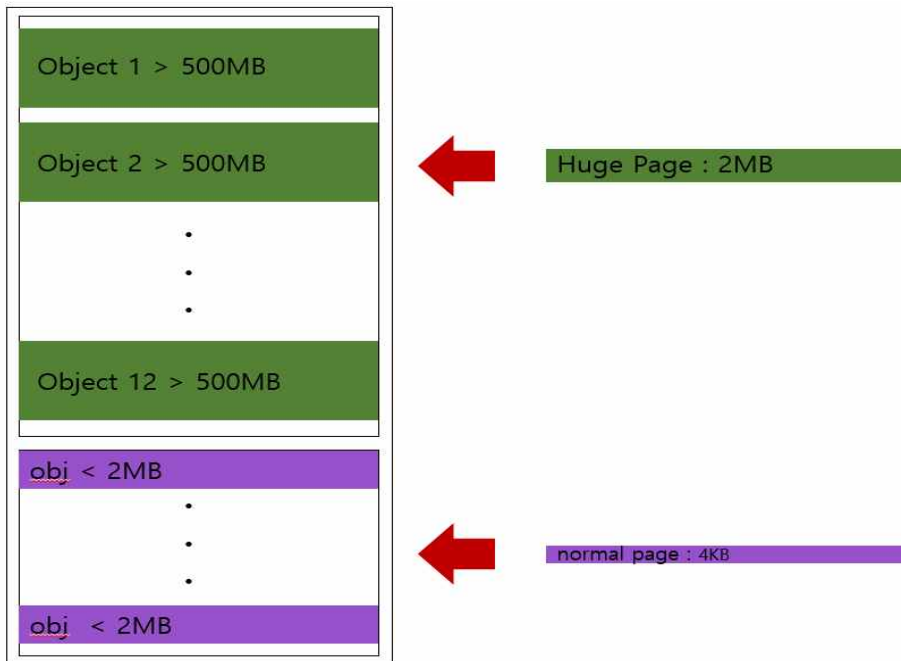 Object 1 > 500MB
Object 2 > 500MB
Huge Page : 2MB
Object 12 > 500MB
obj < 2MB
normal page : 4KB
obj < 2MB